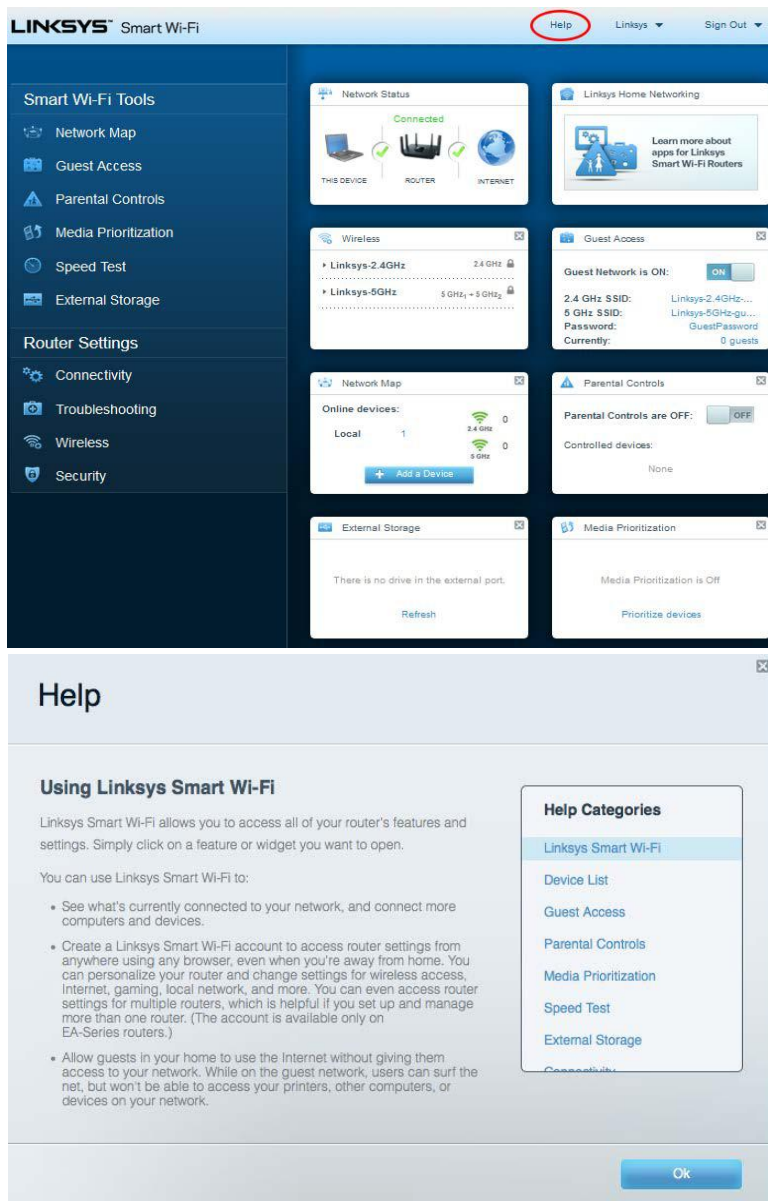 LINKSYS™ Smart Wi-Fi
Help
Linksys
Sign Out
Smart Wi-Fi Tools
Network Map
Guest Access
Parental Controls
Media Prioritization
Speed Test
External Storage
Router Settings
Connectivity
Troubleshooting
Wireless
Security
Network Status
Connected
THIS DEVICE
ROUTER
INTERNET
Linksys Home Networking
Learn more about
apps for Linksys
Smart Wi-Fi Routers
Wireless
Linksys-2.4GHz 2.4 GHz
Linksys-5GHz 5 GHz1 + 5 GHz2
Guest Access
Guest Network is ON: ON
2.4 GHz SSID: Linksys-2.4GHz-...
5 GHz SSID: Linksys-5GHz-gu...
Password: GuestPassword
Currently: 0 guests
Network Map
Online devices:
Local 1
0
2.4 GHz
0
5 GHz
+ Add a Device
Parental Controls
Parental Controls are OFF: OFF
Controlled devices:
None
External Storage
There is no drive in the external port.
Refresh
Media Prioritization
Media Prioritization is Off
Prioritize devices
Help
Using Linksys Smart Wi-Fi
Linksys Smart Wi-Fi allows you to access all of your router's features and
settings. Simply click on a feature or widget you want to open.
You can use Linksys Smart Wi-Fi to:
• See what's currently connected to your network, and connect more
computers and devices.
• Create a Linksys Smart Wi-Fi account to access router settings from
anywhere using any browser, even when you're away from home. You
can personalize your router and change settings for wireless access,
Internet, gaming, local network, and more. You can even access router
settings for multiple routers, which is helpful if you set up and manage
more than one router. (The account is available only on
EA-Series routers.)
• Allow guests in your home to use the Internet without giving them
access to your network. While on the guest network, users can surf the
net, but won't be able to access your printers, other computers, or
devices on your network.
Help Categories
Linksys Smart Wi-Fi
Device List
Guest Access
Parental Controls
Media Prioritization
Speed Test
External Storage
Connectivity
Ok